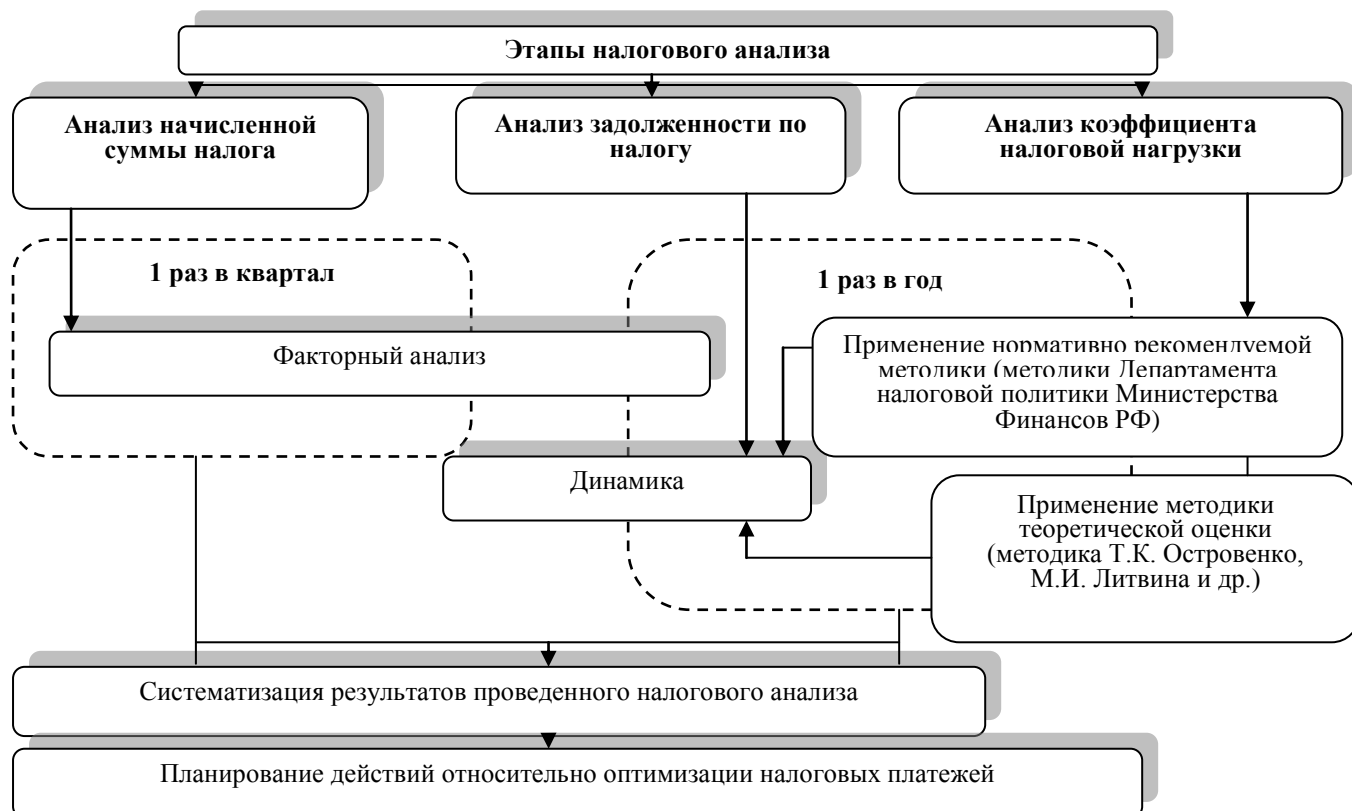 Этапы налогового анализа
Анализ начисленной
суммы налога
Анализ задолженности по
налогу
Анализ коэффициента
налоговой нагрузки
1 раз в квартал
1 раз в год
Факторный анализ
Применение нормативно рекомендуемой
методики (методики Департамента
налоговой политики Министерства
Финансов РФ)
Динамика
Применение методики
теоретической оценки
(методика Т.К. Островенко,
М.И. Литвина и др.)
Систематизация результатов проведенного налогового анализа
Планирование действий относительно оптимизации налоговых платежей